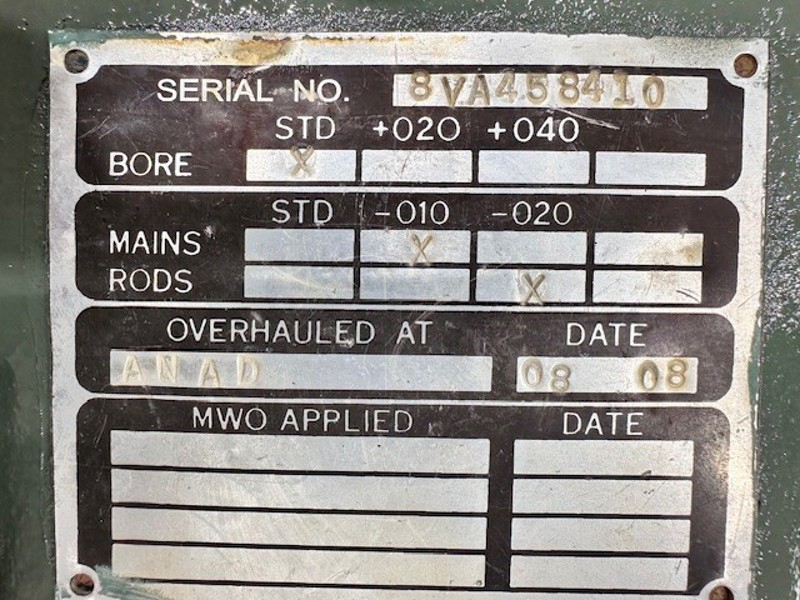 SERIAL NO. 8VA458410
STD +020 +040
BORE X
STD -010 -020
MAINS X
RODS X
OVERHAULED AT DATE
ANAD 08 08
MWO APPLIED DATE